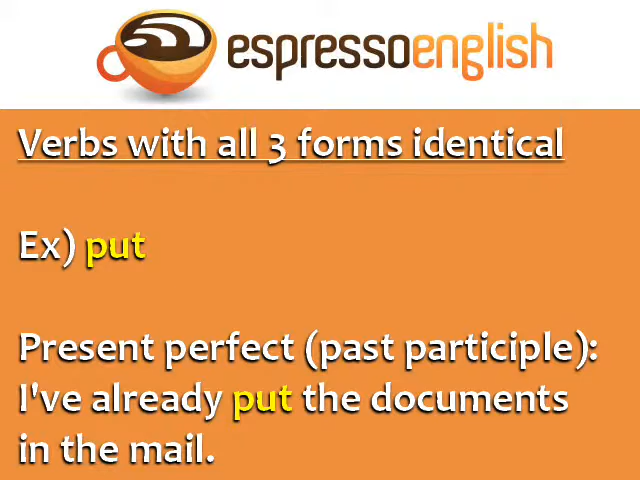 espressoenglish
Verbs with all 3 forms identical
Ex) put
Present perfect (past participle):
I've already put the documents
in the mail.